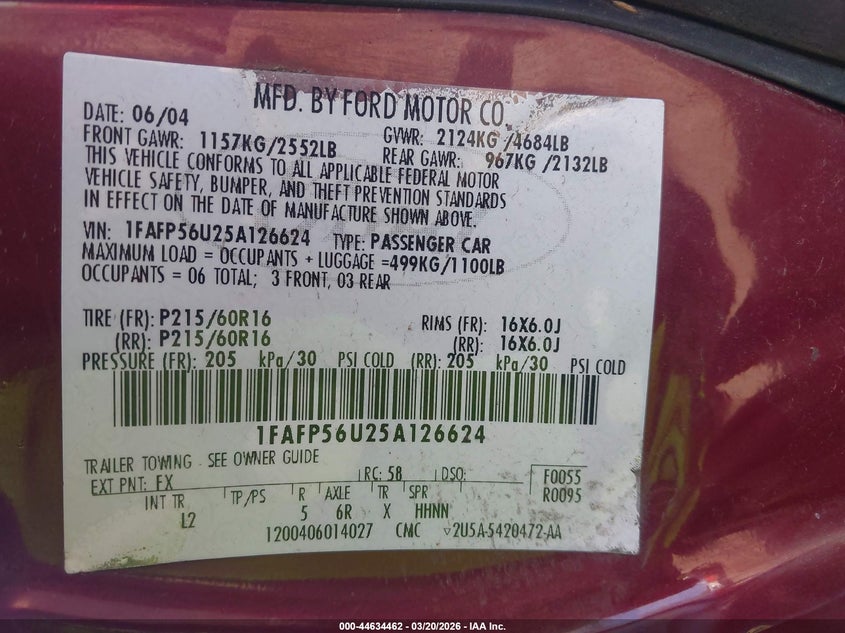 MFD. BY FORD MOTOR CO.
DATE: 06/04
FRONT GAWR: 1157KG/2552LB GVWR: 2124KG /4684LB
REAR GAWR: 967KG /2132LB
THIS VEHICLE CONFORMS TO ALL APPLICABLE FEDERAL MOTOR
VEHICLE SAFETY, BUMPER, AND THEFT PREVENTION STANDARDS
IN EFFECT ON THE DATE OF MANUFACTURE SHOWN ABOVE.
VIN: 1FAFP56U25A126624 TYPE: PASSENGER CAR
MAXIMUM LOAD = OCCUPANTS + LUGGAGE =499KG/1100LB
OCCUPANTS = 06 TOTAL; 3 FRONT, 03 REAR
TIRE (FR): P215/60R16 RIMS (FR): 16X6.0J
(RR): P215/60R16 (RR): 16X6.0J
PRESSURE (FR): 205 kPa/30 PSI COLD (RR): 205 kPa/30 PSI COLD
1FAFP56U25A126624
TRAILER TOWING - SEE OWNER GUIDE
EXT PNT: FX RC: 58 DSO: F0055
R0095
INT TR TP/PS R AXLE TR SPR
L2 5 6R X HHNN
1200406014027 CMC 2U5A-5420472-AA
000-44634462 — 03/20/2026 — IAA Inc.